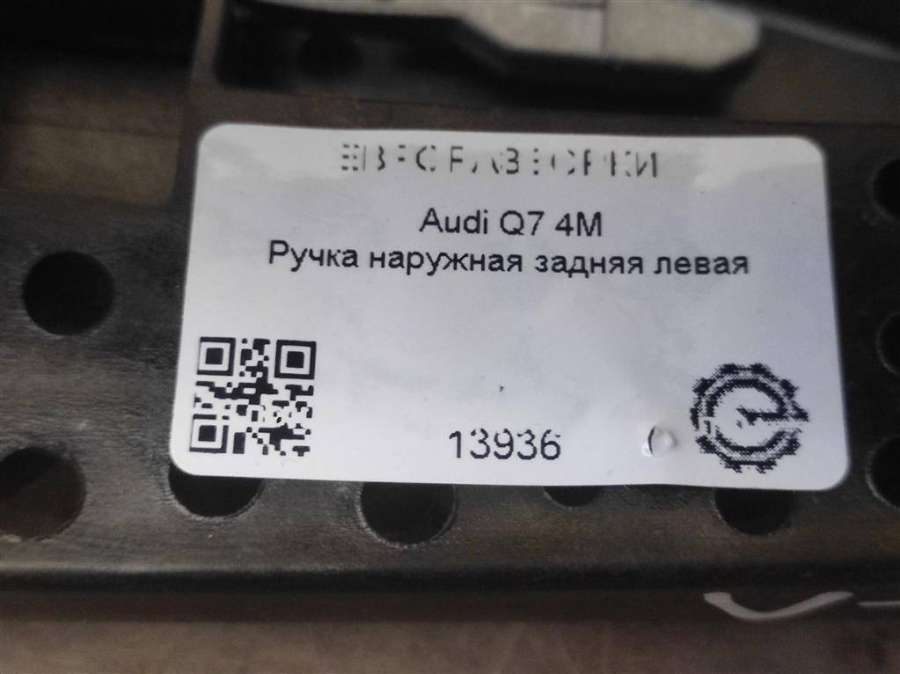 Audi Q7 4M
Ручка наружная задняя левая
13936